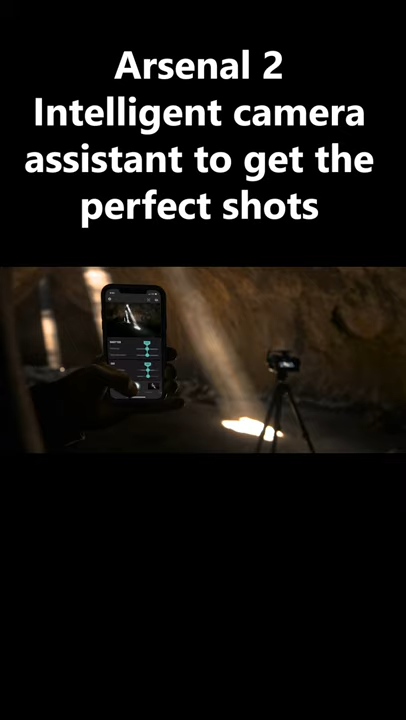 Arsenal 2
Intelligent camera
assistant to get the
perfect shots